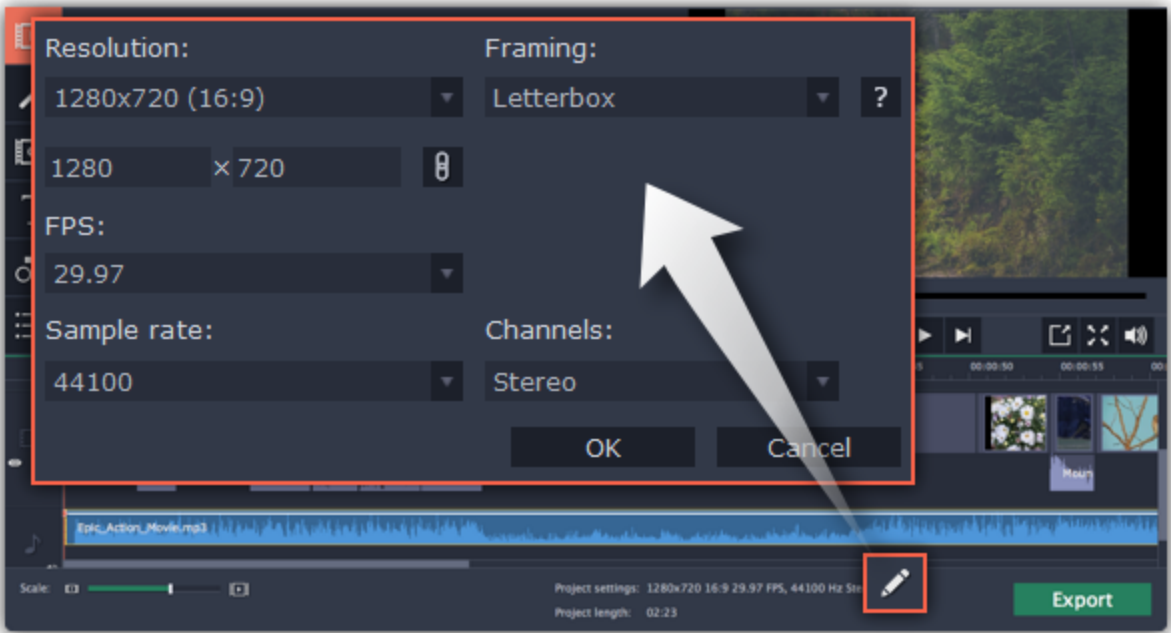 Resolution:
Framing:
1280x720 (16:9)
Letterbox
?
1280
×
720
FPS:
29.97
Sample rate:
Channels:
44100
Stereo
OK
Cancel
00:00:50
00:00:55
Epic_Action_Movie.mp3
Scale:
Project settings: 1280x720 16:9 29.97 FPS, 44100 Hz
Project length: 02:23
Export